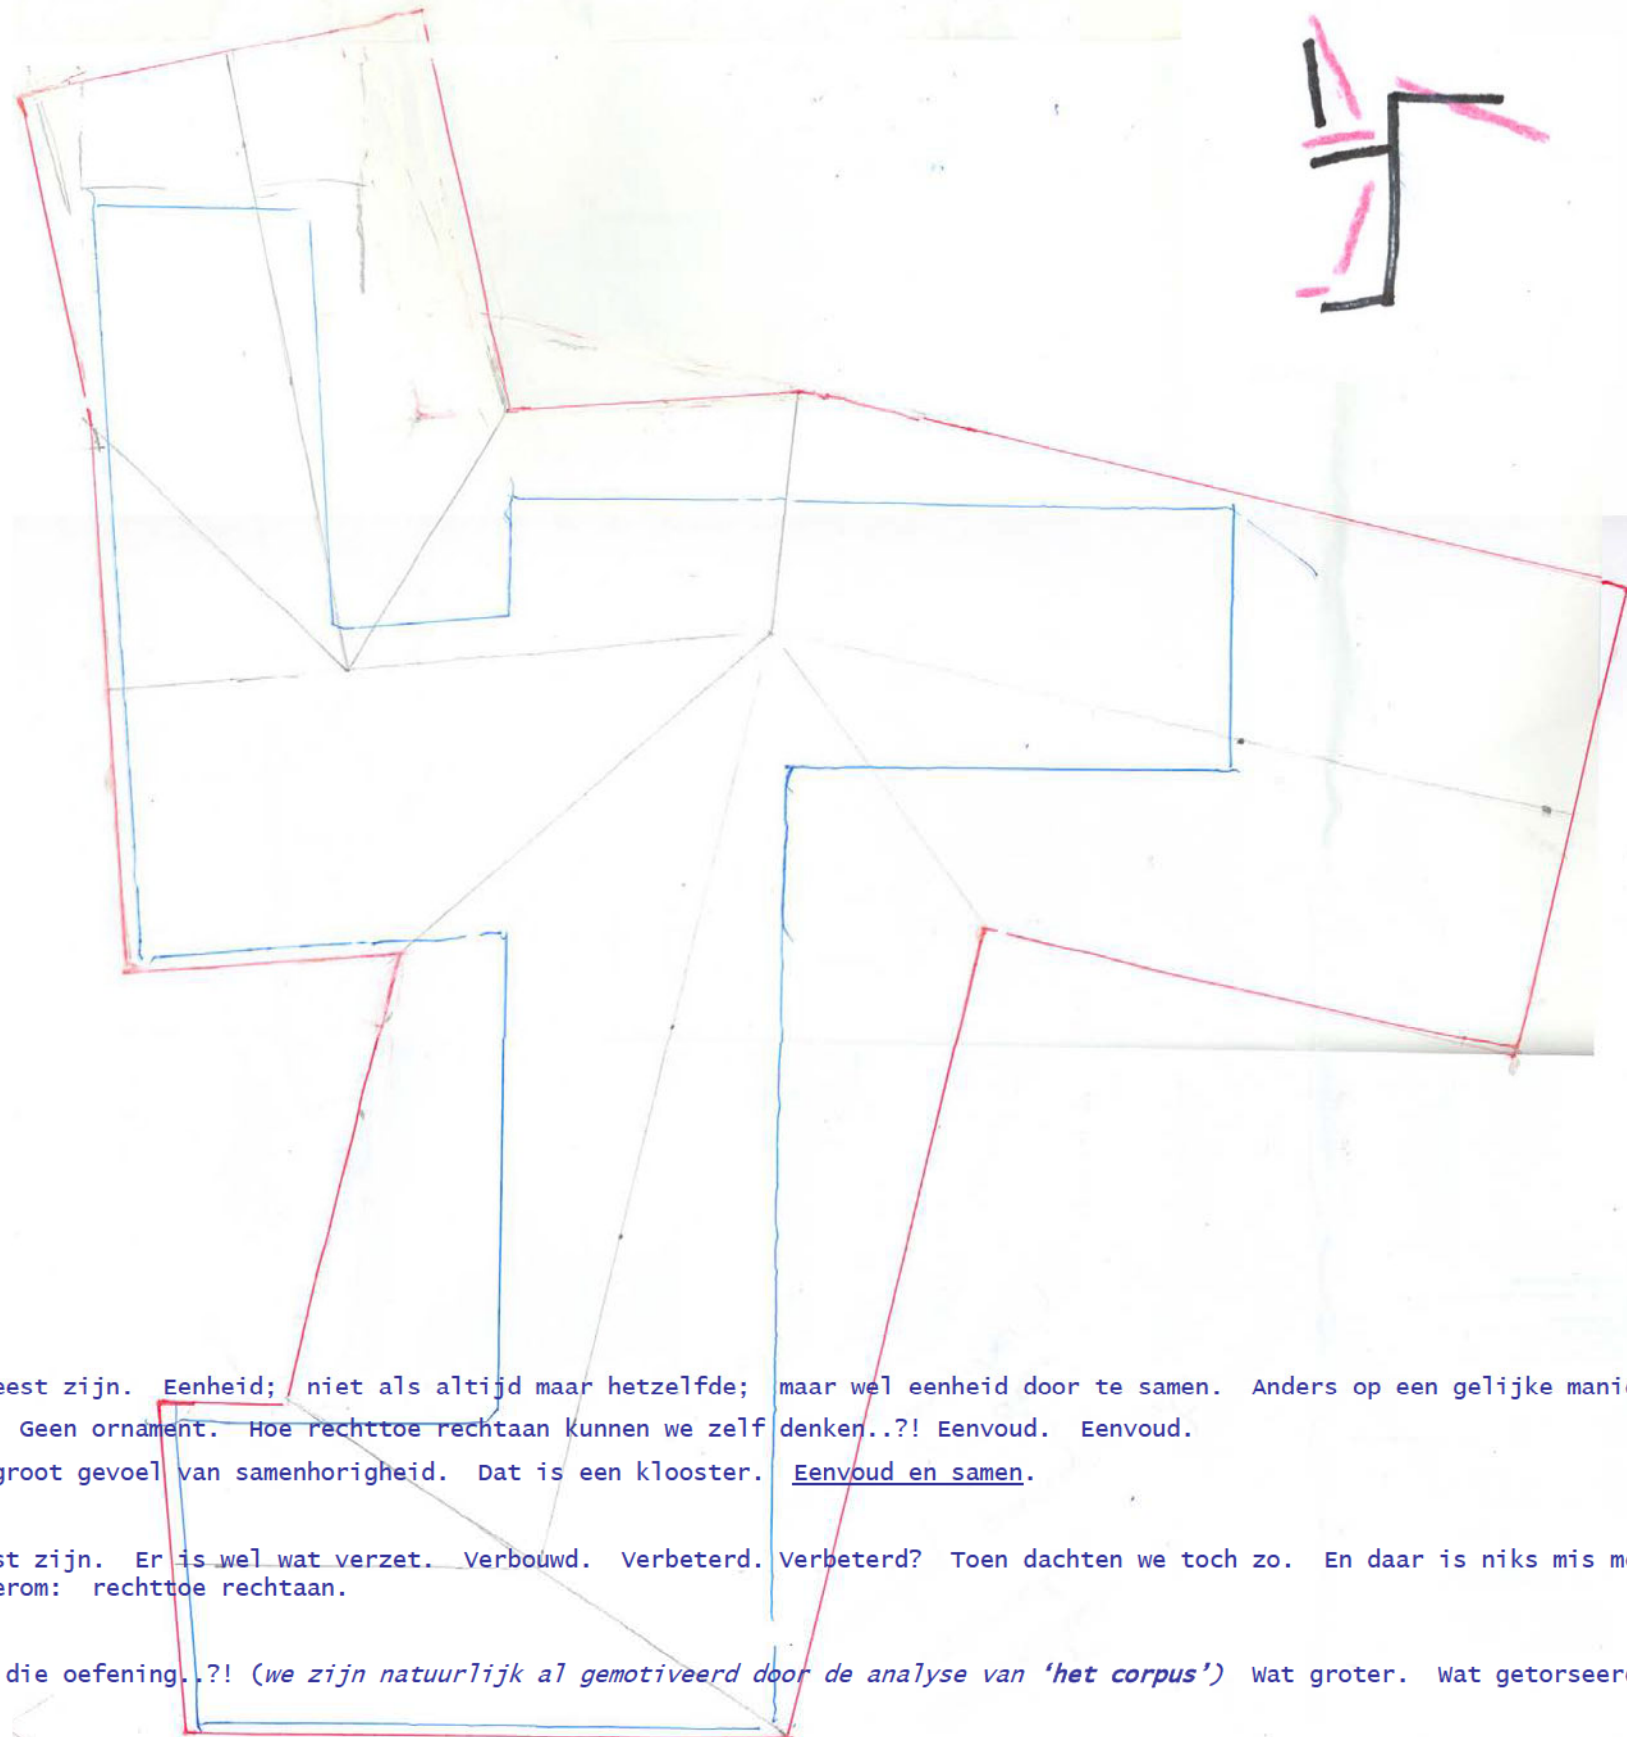 eest zijn. Eenheid; niet als altijd maar hetzelfde; maar wel eenheid door te samen. Anders op een gelijke manie
Geen ornament. Hoe rechttoe rechtaan kunnen we zelf denken..?! Eenvoud. Eenvoud.
groot gevoel van samenhorigheid. Dat is een klooster. Eenvoud en samen.
st zijn. Er is wel wat verzet. Verbouwd. Verbeterd. Verbeterd? Toen dachten we toch zo. En daar is niks mis m
erom: rechttoe rechtaan.
die oefening..?! (we zijn natuurlijk al gemotiveerd door de analyse van ‘het corpus’) Wat groter. Wat getorseer